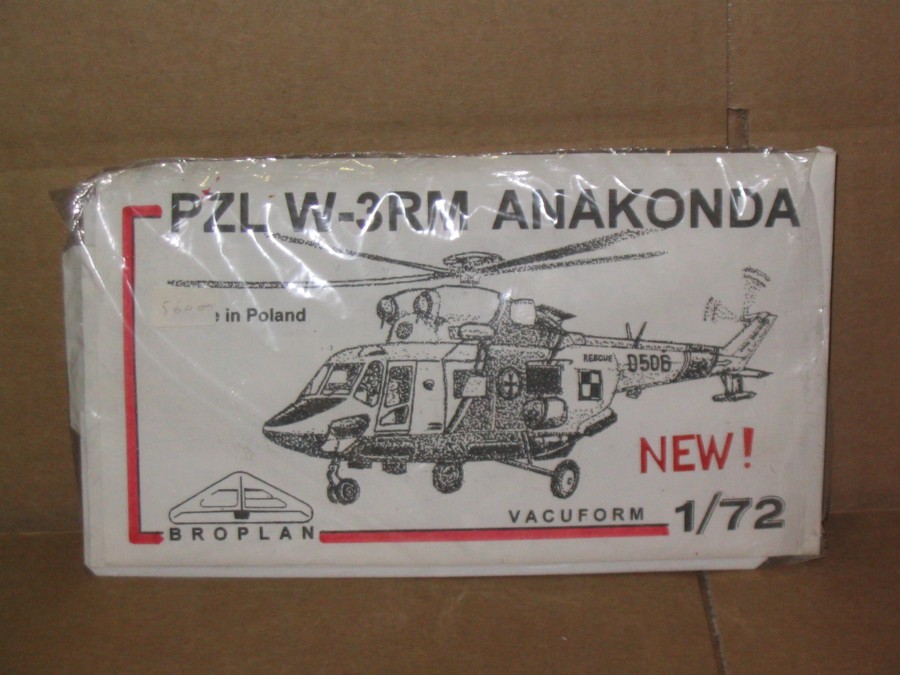 PZL W-3RM ANAKONDA
in Poland
RESCUE
0506
NEW!
VACUFORM 1/72
BROPLAN